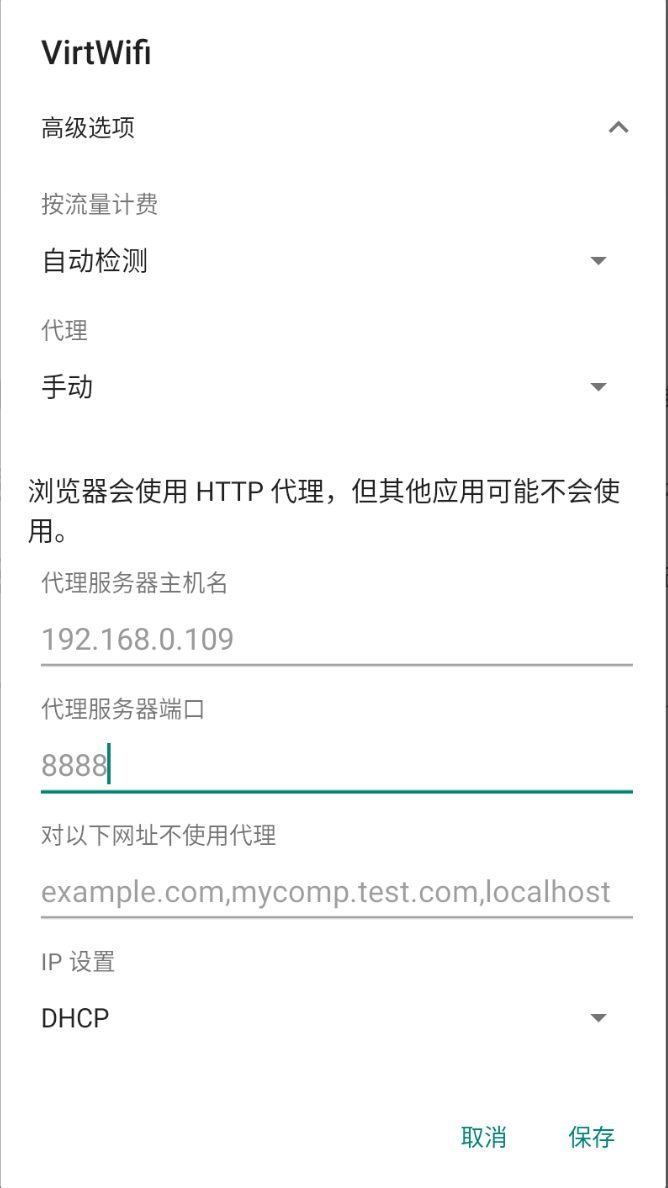 VirtWifi
高级选项
按流量计费
自动检测
代理
手动
浏览器会使用 HTTP 代理，但其他应用可能不会使
用。
代理服务器主机名
192.168.0.109
代理服务器端口
8888
对以下网址不使用代理
example.com,mycomp.test.com,localhost
IP 设置
DHCP
取消 保存